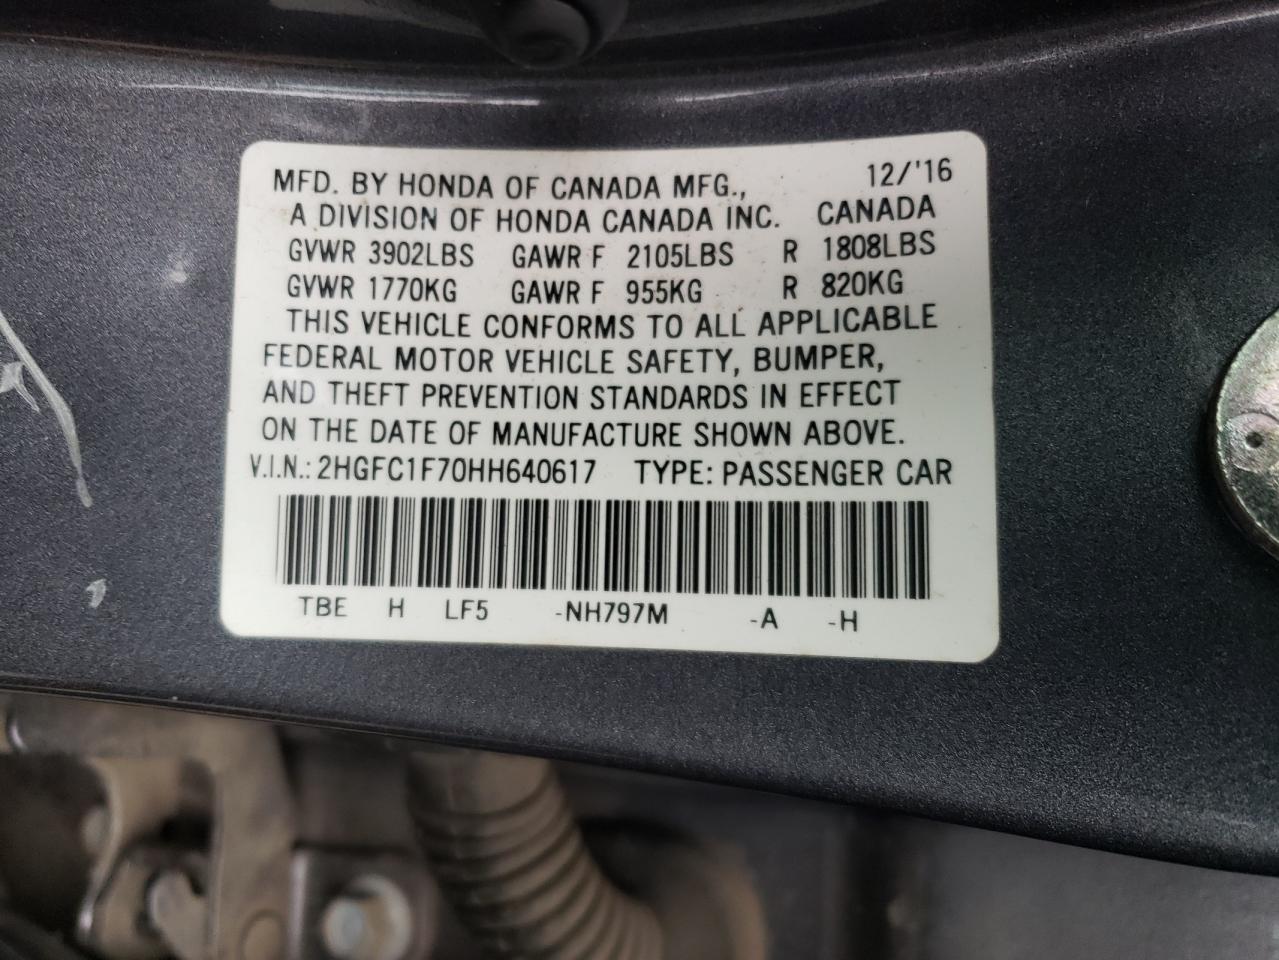 MFD. BY HONDA OF CANADA MFG., 12/'16
A DIVISION OF HONDA CANADA INC. CANADA
GVWR 3902LBS GAWR F 2105LBS R 1808LBS
GVWR 1770KG GAWR F 955KG R 820KG
THIS VEHICLE CONFORMS TO ALL APPLICABLE
FEDERAL MOTOR VEHICLE SAFETY, BUMPER,
AND THEFT PREVENTION STANDARDS IN EFFECT
ON THE DATE OF MANUFACTURE SHOWN ABOVE.
V.I.N.: 2HGFC1F70HH640617 TYPE: PASSENGER CAR
TBE H LF5 -NH797M -A -H